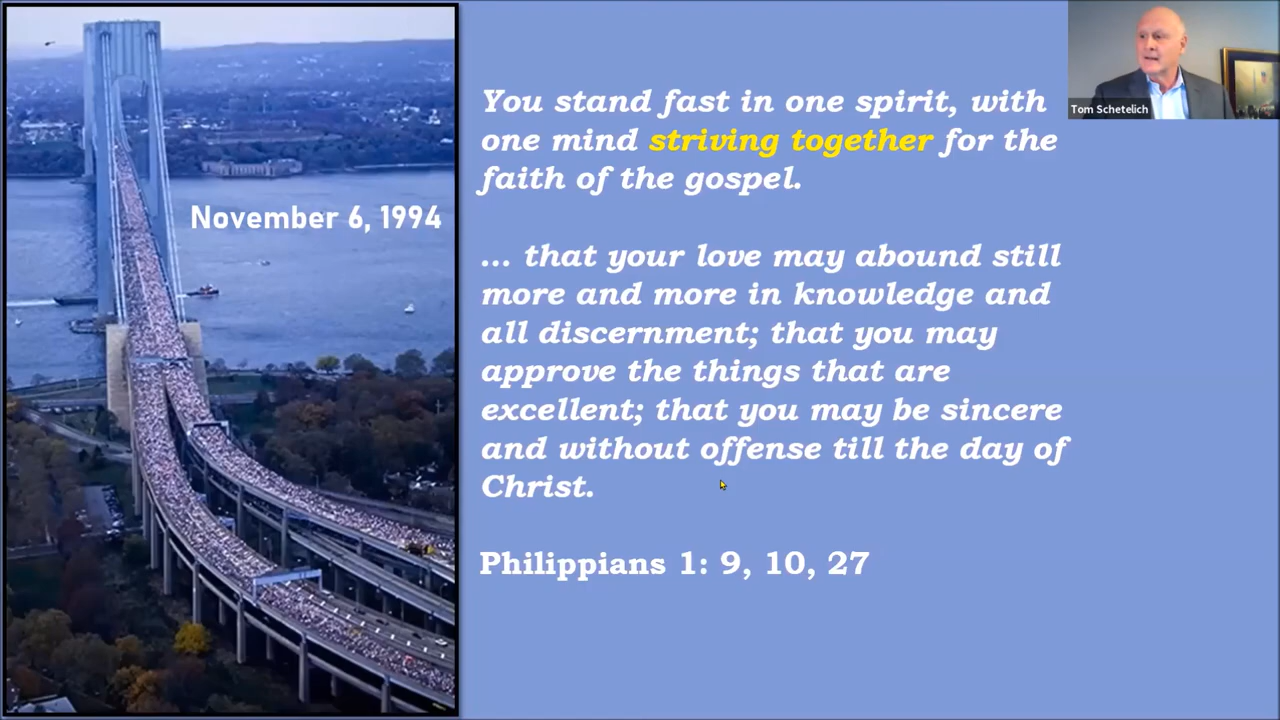 November 6, 1994
You stand fast in one spirit, with
one mind striving together for the
faith of the gospel.
... that your love may abound still
more and more in knowledge and
all discernment; that you may
approve the things that are
excellent; that you may be sincere
and without offense till the day of
Christ.
Philippians 1: 9, 10, 27
Tom Schetelich